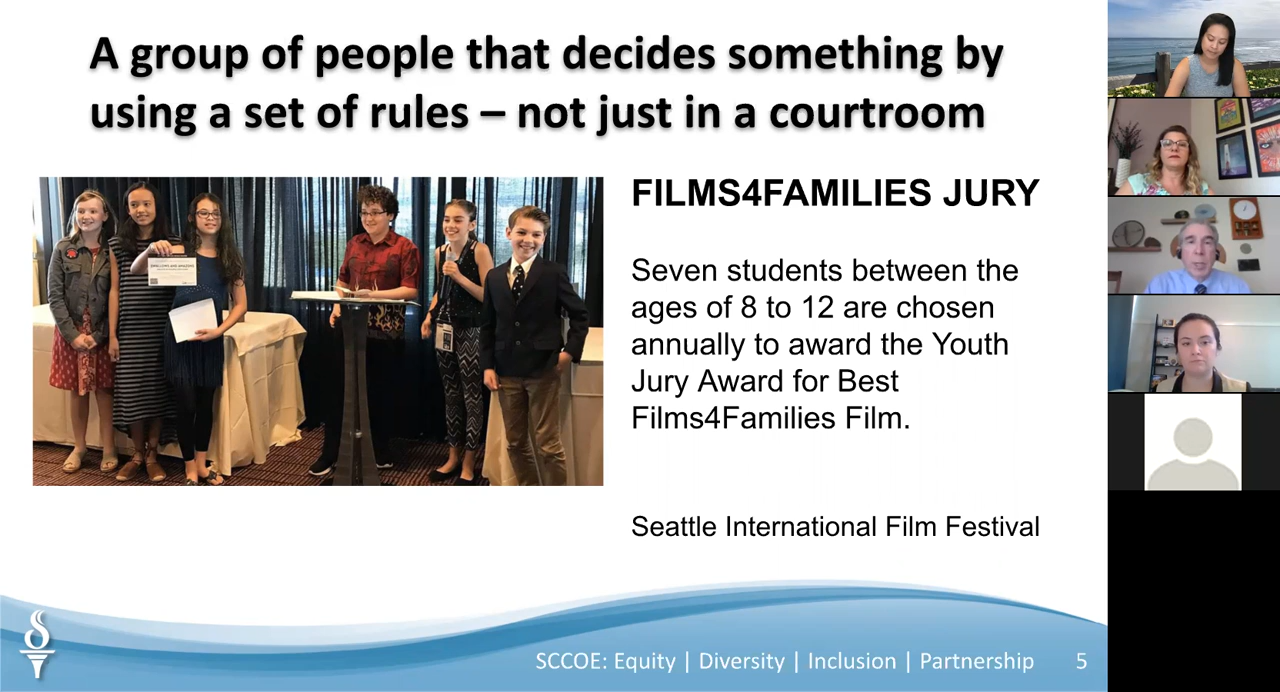 A group of people that decides something by
using a set of rules – not just in a courtroom
FILMS4FAMILIES JURY
Seven students between the
ages of 8 to 12 are chosen
annually to award the Youth
Jury Award for Best
Films4Families Film.
Seattle International Film Festival
SCCOE: Equity | Diversity | Inclusion | Partnership 5